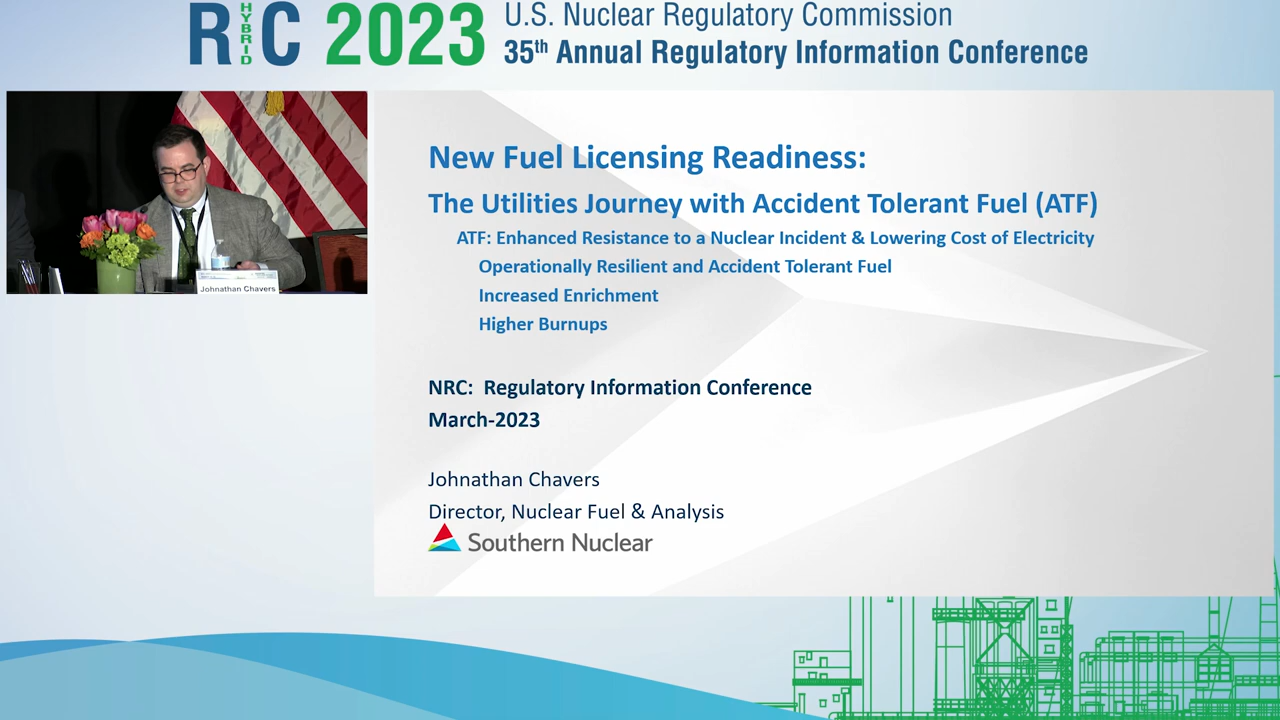 RIC 2023
HYBRID
U.S. Nuclear Regulatory Commission
35th Annual Regulatory Information Conference
New Fuel Licensing Readiness:
The Utilities Journey with Accident Tolerant Fuel (ATF)
ATF: Enhanced Resistance to a Nuclear Incident & Lowering Cost of Electricity
Operationally Resilient and Accident Tolerant Fuel
Increased Enrichment
Higher Burnups
NRC: Regulatory Information Conference
March-2023
Johnathan Chavers
Director, Nuclear Fuel & Analysis
Southern Nuclear
Johnathan Chavers